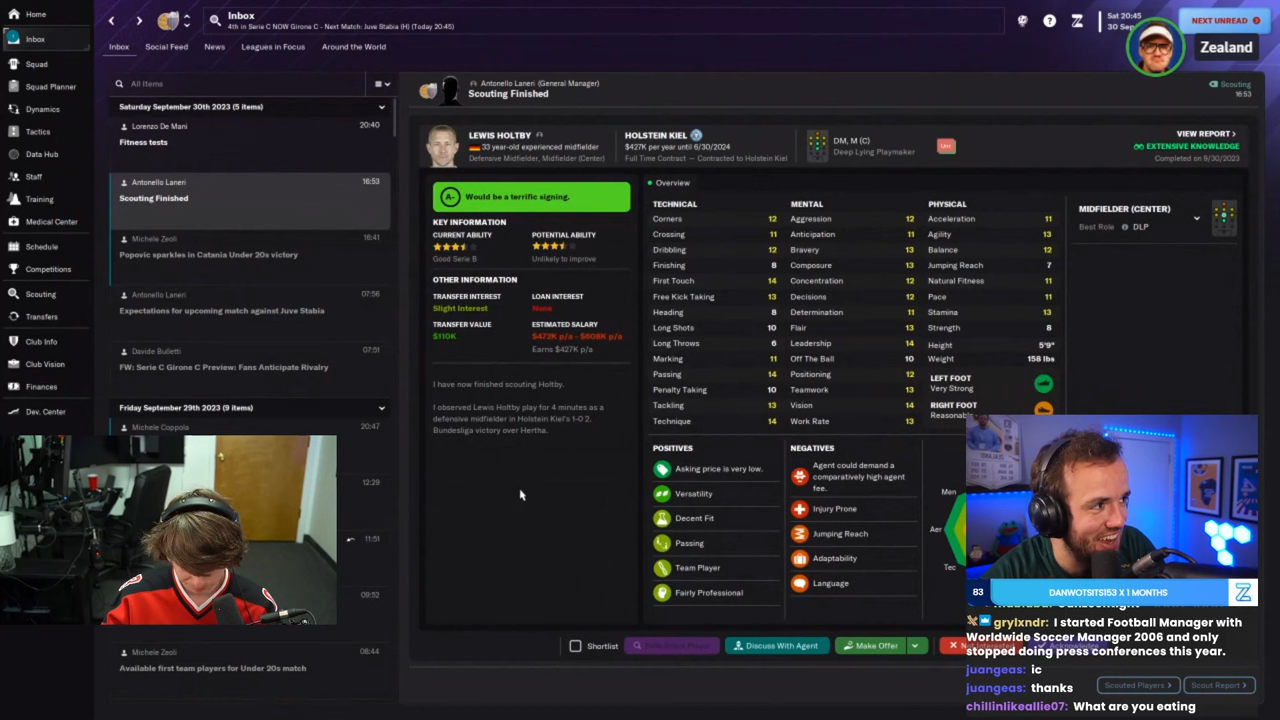 Home
Inbox
Squad
Squad Planner
Dynamics
Tactics
Data Hub
Staff
Training
Medical Center
Schedule
Competitions
Scouting
Transfers
Club Info
Club Vision
Finances
Dev. Center
Inbox
4th in Serie C NOW Girone C - Next Match: Juve Stabia (H) (Today 20:45)
Sat 20:45
30 Sep
NEXT UNREAD
Zealand
Inbox Social Feed News Leagues in Focus Around the World
All Items
Saturday September 30th 2023 (5 items)
Lorenzo De Mani 20:40
Fitness tests
Antonello Laneri 16:53
Scouting Finished
Michele Zeoli 16:41
Popovic sparkles in Catania Under 20s victory
Antonello Laneri 07:56
Expectations for upcoming match against Juve Stabia
Davide Bulletti 07:51
FW: Serie C Girone C Preview: Fans Anticipate Rivalry
Friday September 29th 2023 (9 items)
Michele Coppola 20:47
12:29
11:51
09:52
Michele Zeoli 08:44
Available first team players for Under 20s match
Antonello Laneri (General Manager)
Scouting Finished
Scouting
16:53
LEWIS HOLTBY
33 year-old experienced midfielder
Defensive Midfielder, Midfielder (Center)
HOLSTEIN KIEL
$427K per year until 6/30/2024
Full Time Contract - Contracted to Holstein Kiel
DM, M (C)
Deep Lying Playmaker
Unc
VIEW REPORT >
EXTENSIVE KNOWLEDGE
Completed on 9/30/2023
A- Would be a terrific signing.
KEY INFORMATION
CURRENT ABILITY POTENTIAL ABILITY
Good Serie B Unlikely to improve
OTHER INFORMATION
TRANSFER INTEREST LOAN INTEREST
Slight Interest None
TRANSFER VALUE ESTIMATED SALARY
$110K $472K p/a - $608K p/a
Earns $427K p/a
I have now finished scouting Holtby.
I observed Lewis Holtby play for 4 minutes as a
defensive midfielder in Holstein Kiel's 1-0 2.
Bundesliga victory over Hertha.
Overview
TECHNICAL MENTAL PHYSICAL
Corners 12 Aggression 12 Acceleration 11
Crossing 11 Anticipation 11 Agility 13
Dribbling 12 Bravery 13 Balance 12
Finishing 8 Composure 13 Jumping Reach 7
First Touch 14 Concentration 12 Natural Fitness 11
Free Kick Taking 13 Decisions 12 Pace 11
Heading 8 Determination 11 Stamina 13
Long Shots 10 Flair 13 Strength 8
Long Throws 6 Leadership 14 Height 5'9"
Marking 11 Off The Ball 10 Weight 158 lbs
Passing 14 Positioning 12
Penalty Taking 10 Teamwork 13
Tackling 13 Vision 14
Technique 14 Work Rate 13
LEFT FOOT
Very Strong
RIGHT FOOT
MIDFIELDER (CENTER)
Best Role DLP
POSITIVES
Asking price is very low.
Versatility
Decent Fit
Passing
Team Player
Fairly Professional
NEGATIVES
Agent could demand a
comparatively high agent
fee.
Injury Prone
Jumping Reach
Adaptability
Language
Men
Aer
Tec
Shortlist
Discuss With Agent
Make Offer
Scouted Players >
Scout Report >
83 DANWOTSITS153 X 1 MONTHS
grylxndr: I started Football Manager with
Worldwide Soccer Manager 2006 and only
stopped doing press conferences this year.
juangeas: ic
juangeas: thanks
chillinlikeallie07: What are you eating